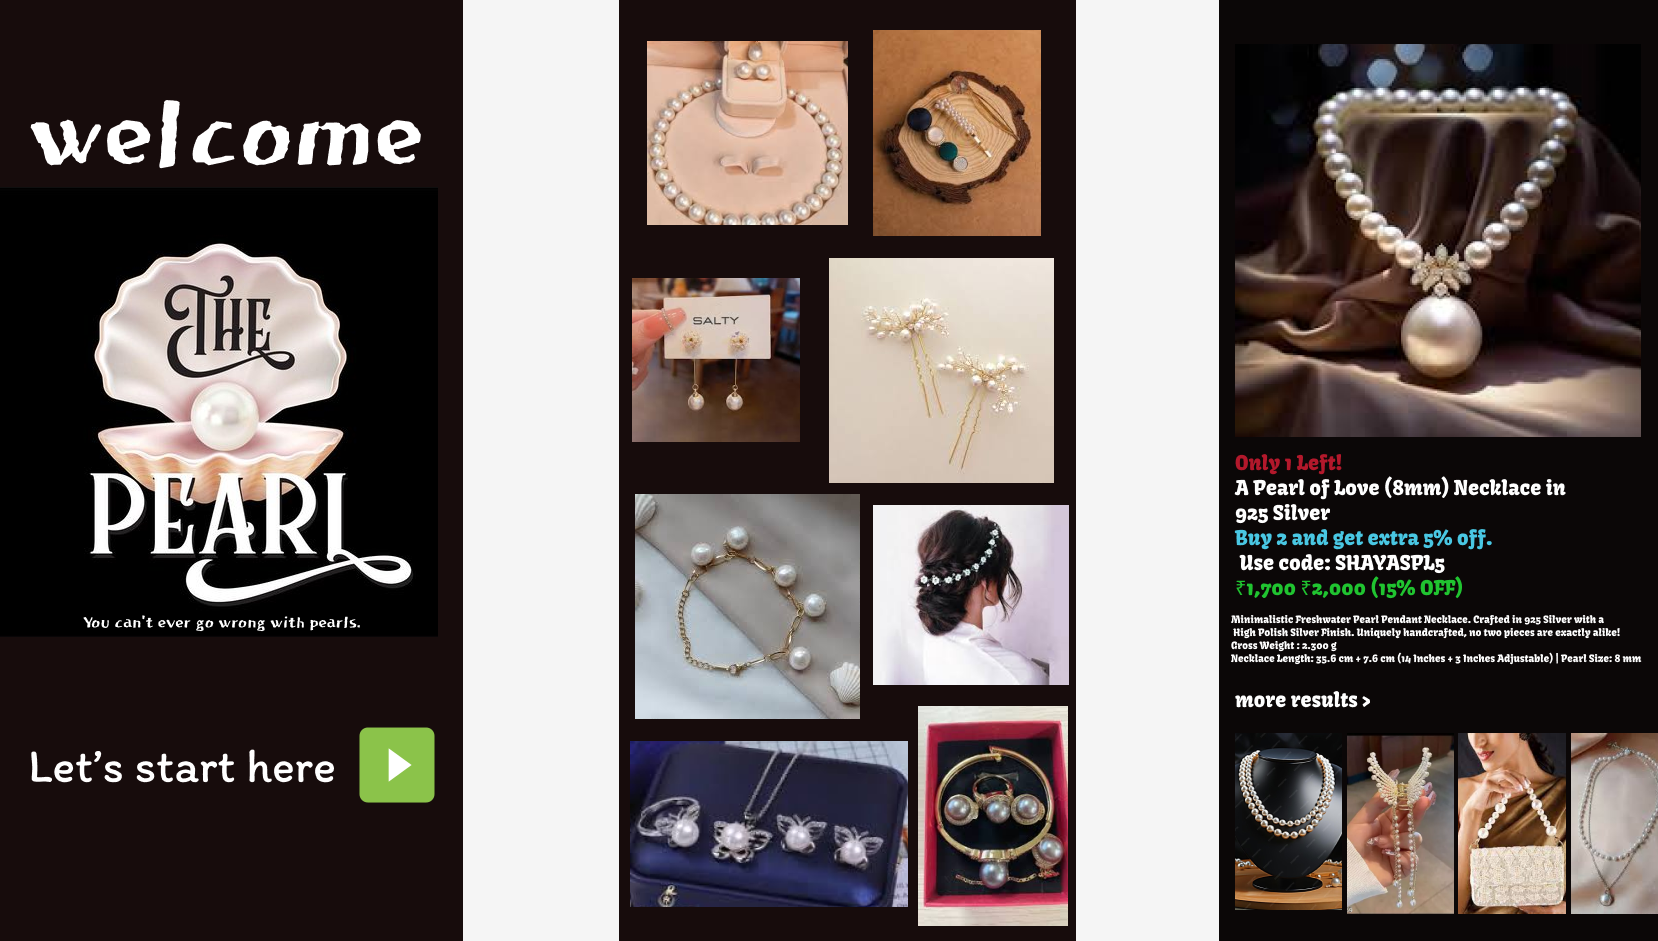 welcome
THE
PEARL
You can't ever go wrong with pearls.
Let's start here
SALTY
Only 1 Left!
A Pearl of Love (8mm) Necklace in
925 Silver
Buy 2 and get extra 5% off.
Use code: SHAYASPL5
₹1,700 ₹2,000 (15% OFF)
Minimalistic Freshwater Pearl Pendant Necklace. Crafted in 925 Silver with a
High Polish Silver Finish. Uniquely handcrafted, no two pieces are exactly alike!
Gross Weight : 2.300 g
Necklace Length: 35.6 cm + 7.6 cm (14 Inches + 3 Inches Adjustable) | Pearl Size: 8 mm
more results >